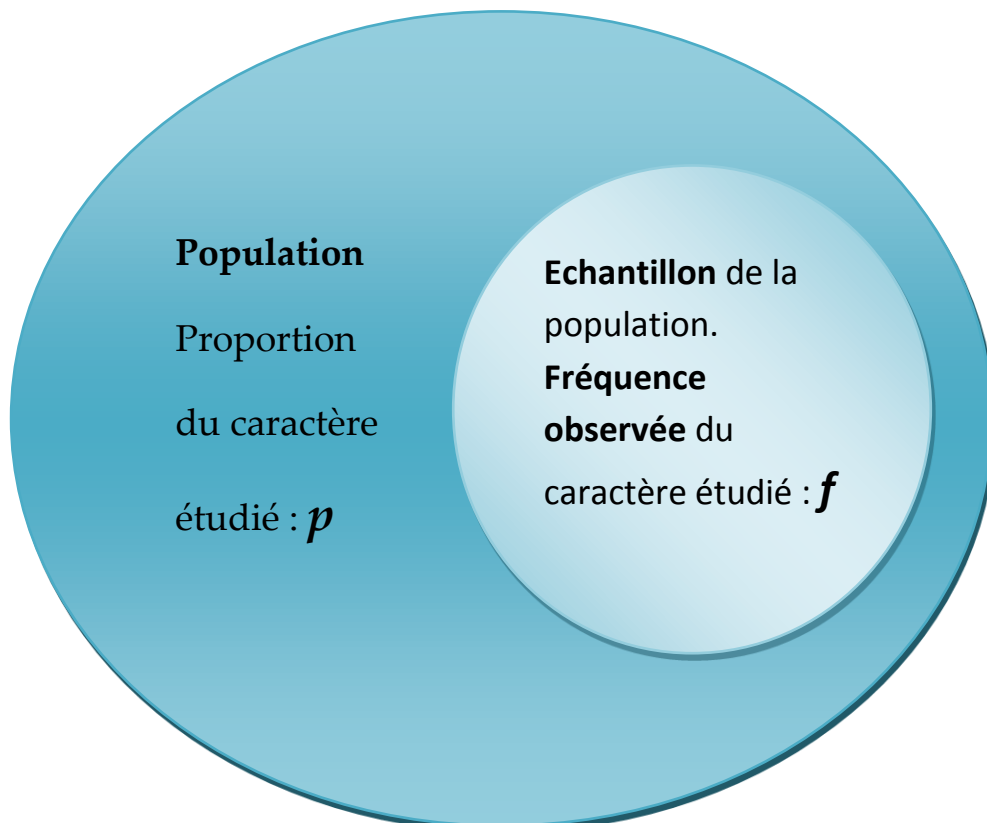 Population
Proportion
du caractère
étudié : p
Echantillon de la
population.
Fréquence
observée du
caractère étudié : f